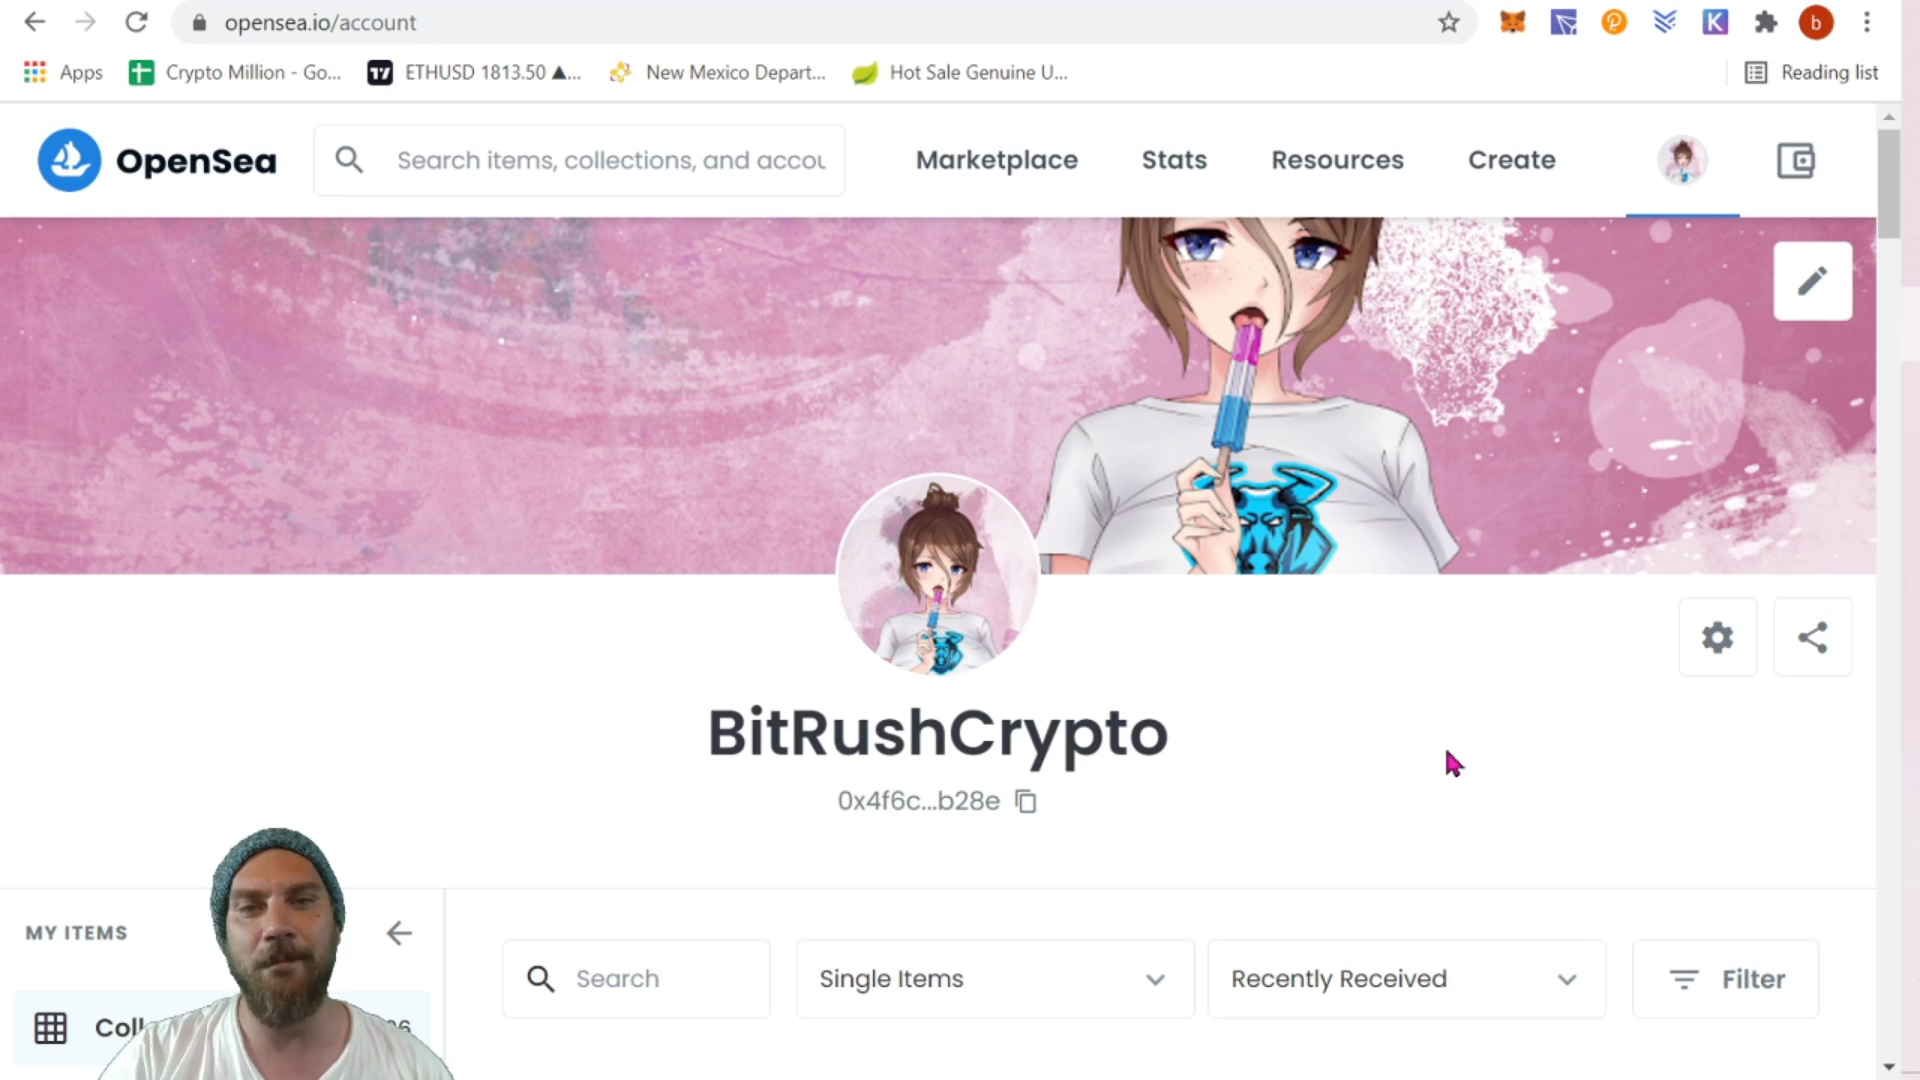 opensea.io/account
b
Apps
Crypto Million - Go...
ETHUSD 1813.50 ▲...
New Mexico Depart...
Hot Sale Genuine U...
Reading list
OpenSea
Search items, collections, and accou
Marketplace
Stats
Resources
Create
BitRushCrypto
0x4f6c...b28e
MY ITEMS
Search
Single Items
Recently Received
Filter